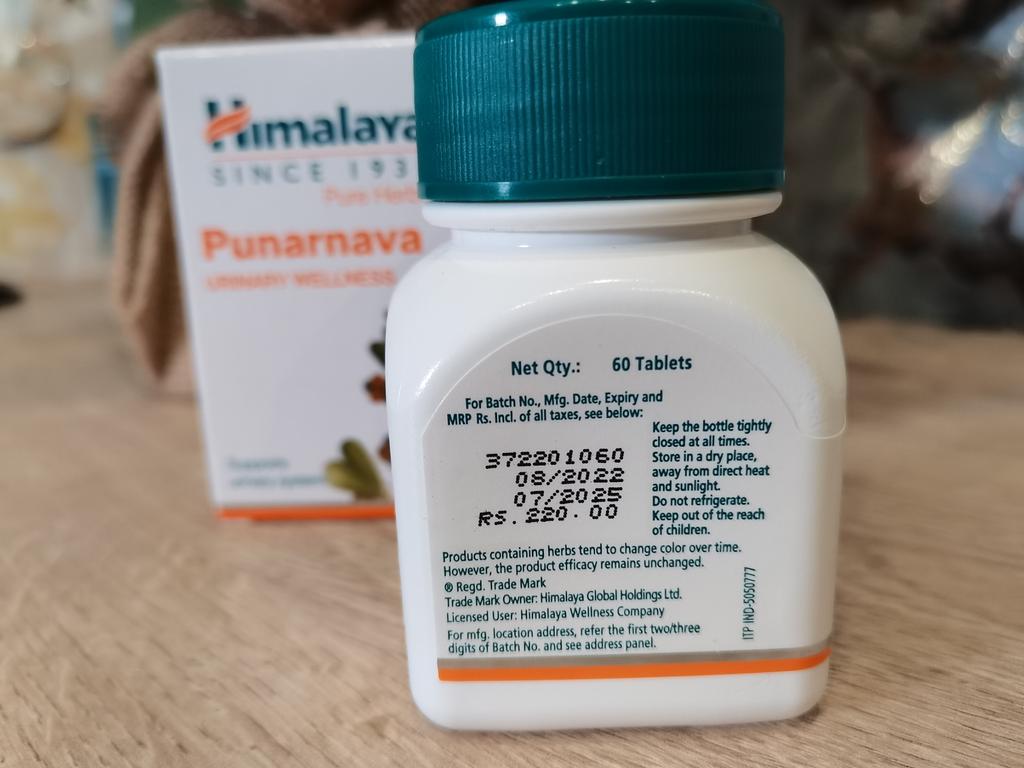 Himalaya
SINCE 193
Pure Herb
Punarnava
URINARY WELLNESS
Supports
urinary system
Net Qty.: 60 Tablets
For Batch No., Mfg. Date, Expiry and
MRP Rs. Incl. of all taxes, see below:
372201060
08/2022
07/2025
RS.220.00
Keep the bottle tightly
closed at all times.
Store in a dry place,
away from direct heat
and sunlight.
Do not refrigerate.
Keep out of the reach
of children.
Products containing herbs tend to change color over time.
However, the product efficacy remains unchanged.
® Regd. Trade Mark
Trade Mark Owner: Himalaya Global Holdings Ltd.
Licensed User: Himalaya Wellness Company
For mfg. location address, refer the first two/three
digits of Batch No. and see address panel.
ITP IND-5050777